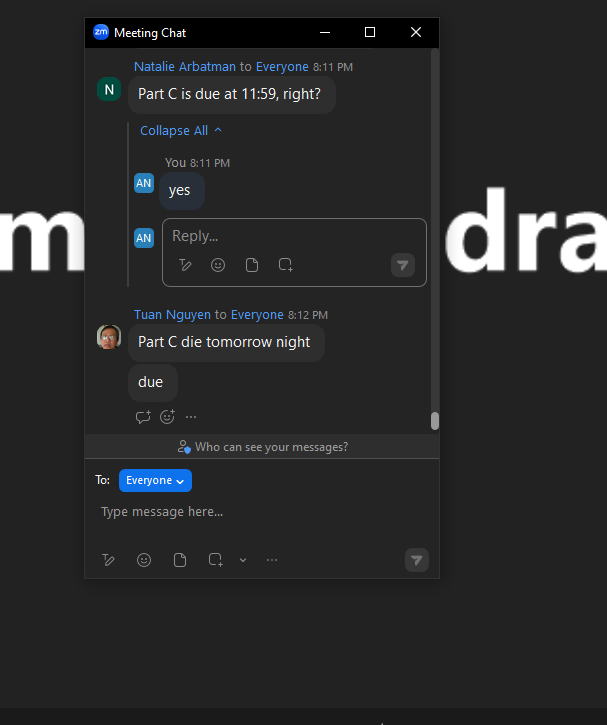 zm Meeting Chat
Natalie Arbatman to Everyone 8:11 PM
N
Part C is due at 11:59, right?
Collapse All
You 8:11 PM
AN
yes
AN
Reply...
m
dra
Tuan Nguyen to Everyone 8:12 PM
Part C die tomorrow night
due
Who can see your messages?
To: Everyone
Type message here...